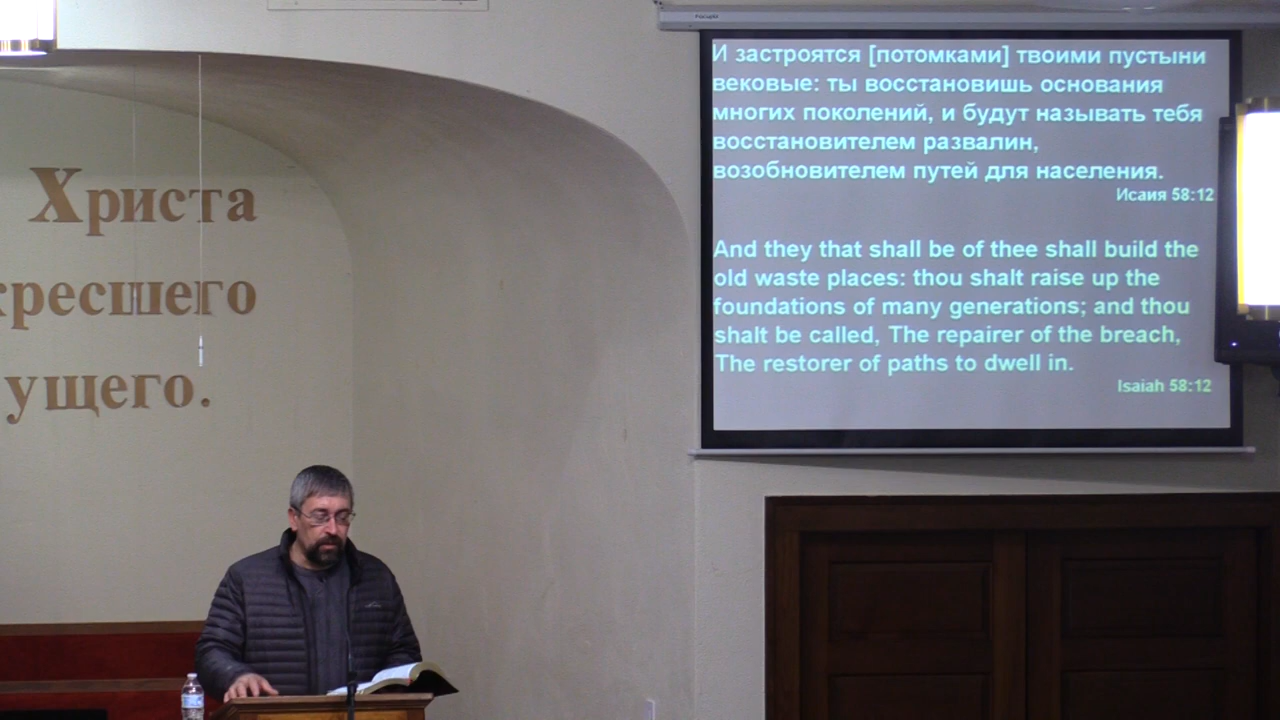 Христа
кресшего
ущего.
И застроятся [потомками] твоими пустыни
вековые: ты восстановишь основания
многих поколений, и будут называть тебя
восстановителем развалин,
возобновителем путей для населения.
Исаия 58:12
And they that shall be of thee shall build the
old waste places: thou shalt raise up the
foundations of many generations; and thou
shalt be called, The repairer of the breach,
The restorer of paths to dwell in.
Isaiah 58:12